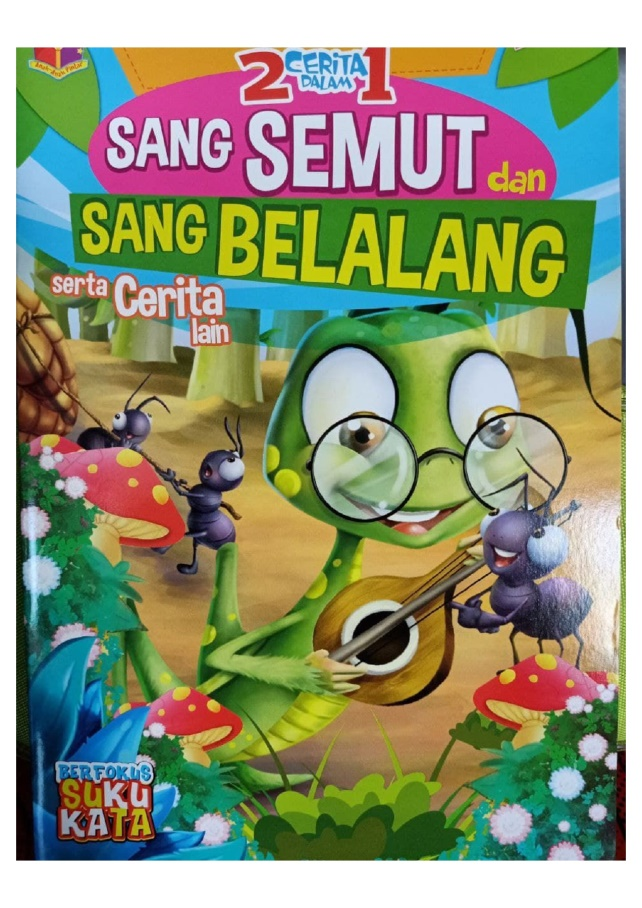 2 CERITA DALAM 1
SANG SEMUT dan
SANG BELALANG
serta Cerita
lain
BERFOKUS
SUKU
KATA